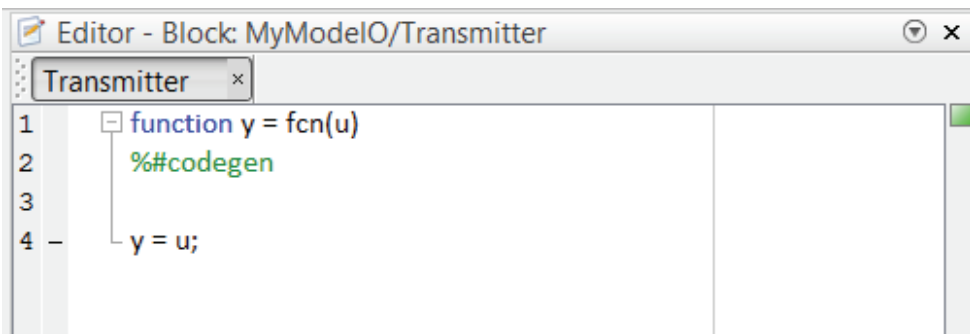 Editor - Block: MyModelO/Transmitter
Transmitter
1 function y = fcn(u)
2 %#codegen
3
4 – y = u;